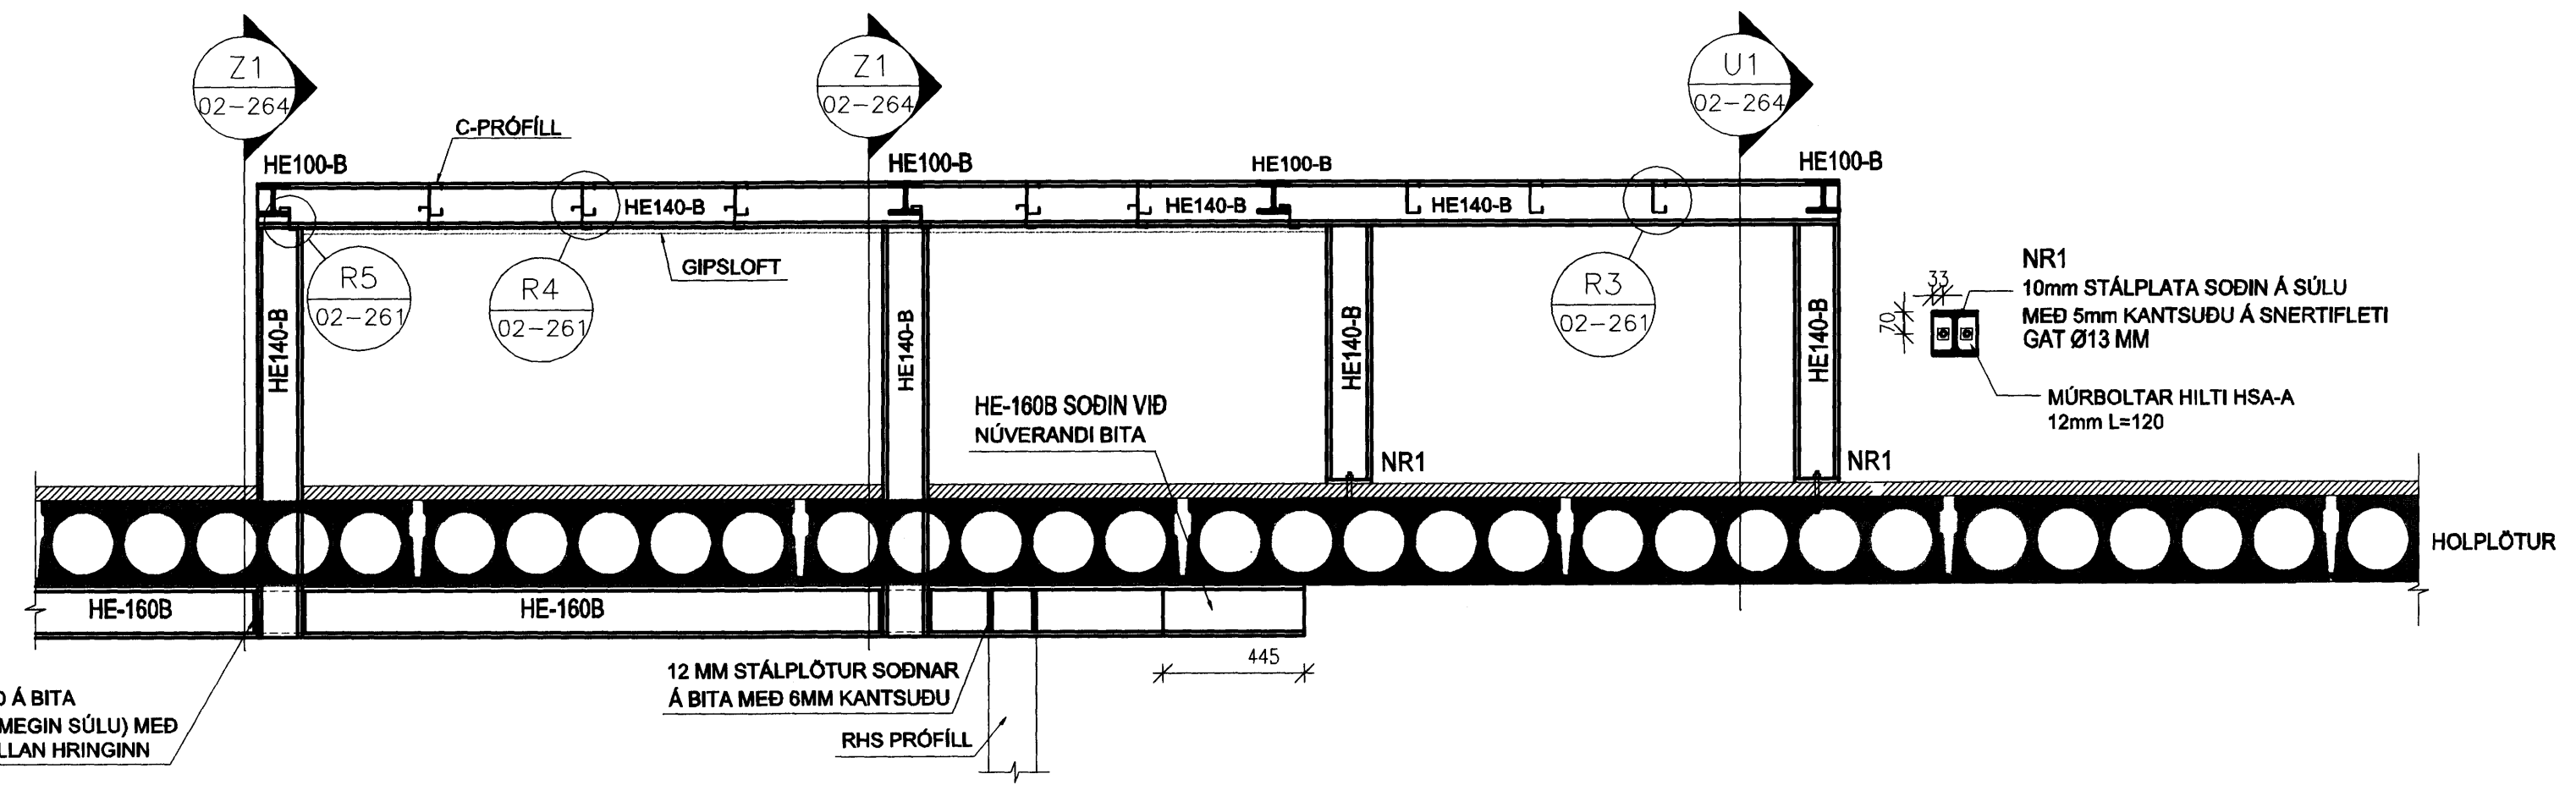 Z1
02-264
Z1
02-264
U1
02-264
C-PRÓFÍLL
HE100-B
HE100-B
HE100-B
HE100-B
HE140-B
HE140-B
HE140-B
GIPSLOFT
R5
02-261
R4
02-261
R3
02-261
HE140-B
HE140-B
HE140-B
HE140-B
33
70
NR1
10mm STÁLPLATA SOÐIN Á SÚLU
MEÐ 5mm KANTSUÐU Á SNERTIFLETI
GAT Ø13 MM
MÚRBOLTAR HILTI HSA-A
12mm L=120
HE-160B SOÐIN VIÐ
NÚVERANDI BITA
NR1
NR1
HOLPLÖTUR
HE-160B
HE-160B
445
12 MM STÁLPLÖTUR SOÐNAR
Á BITA MEÐ 6MM KANTSUÐU
RHS PRÓFÍLL
Á BITA
MEGIN SÚLU) MEÐ
LLAN HRINGINN